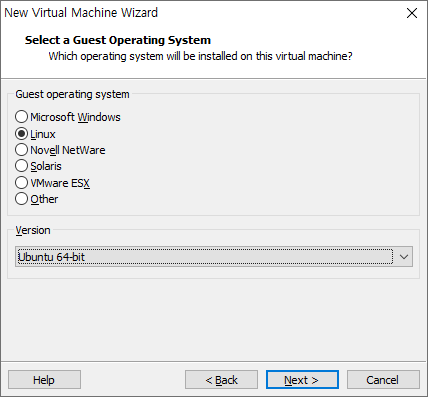 New Virtual Machine Wizard
Select a Guest Operating System
Which operating system will be installed on this virtual machine?
Guest operating system
Microsoft Windows
Linux
Novell NetWare
Solaris
VMware ESX
Other
Version
Ubuntu 64-bit
Help
< Back
Next >
Cancel